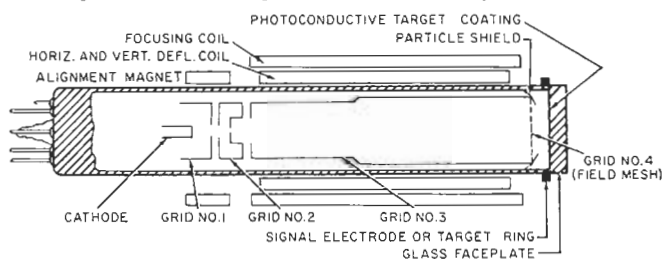 PHOTOCONDUCTIVE TARGET COATING
FOCUSING COIL
PARTICLE SHIELD
HORIZ. AND VERT. DEFL. COIL
ALIGNMENT MAGNET
GRID NO.4
(FIELD MESH)
CATHODE
GRID NO.1
GRID NO.2
GRID NO.3
SIGNAL ELECTRODE OR TARGET RING
GLASS FACEPLATE